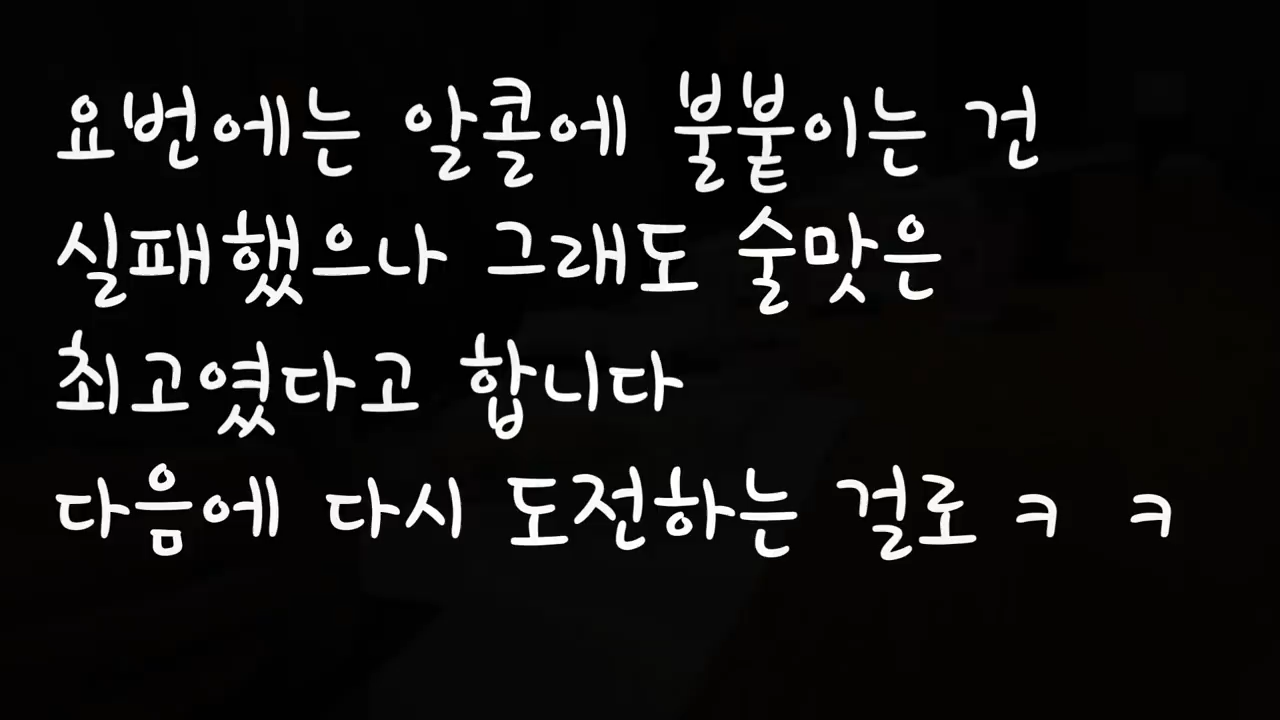 요번에는 알콜에 불붙이는 건
실패했으나 그래도 술맛은
최고였다고 합니다
다음에 다시 도전하는 걸로 ㅋ ㅋ